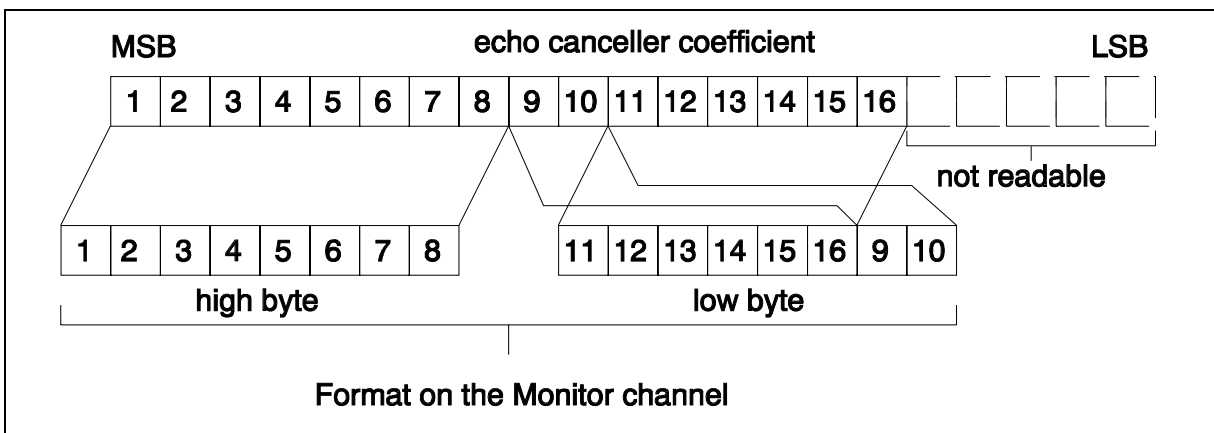 MSB echo canceller coefficient LSB
1 2 3 4 5 6 7 8 9 10 11 12 13 14 15 16
not readable
1 2 3 4 5 6 7 8 11 12 13 14 15 16 9 10
high byte low byte
Format on the Monitor channel